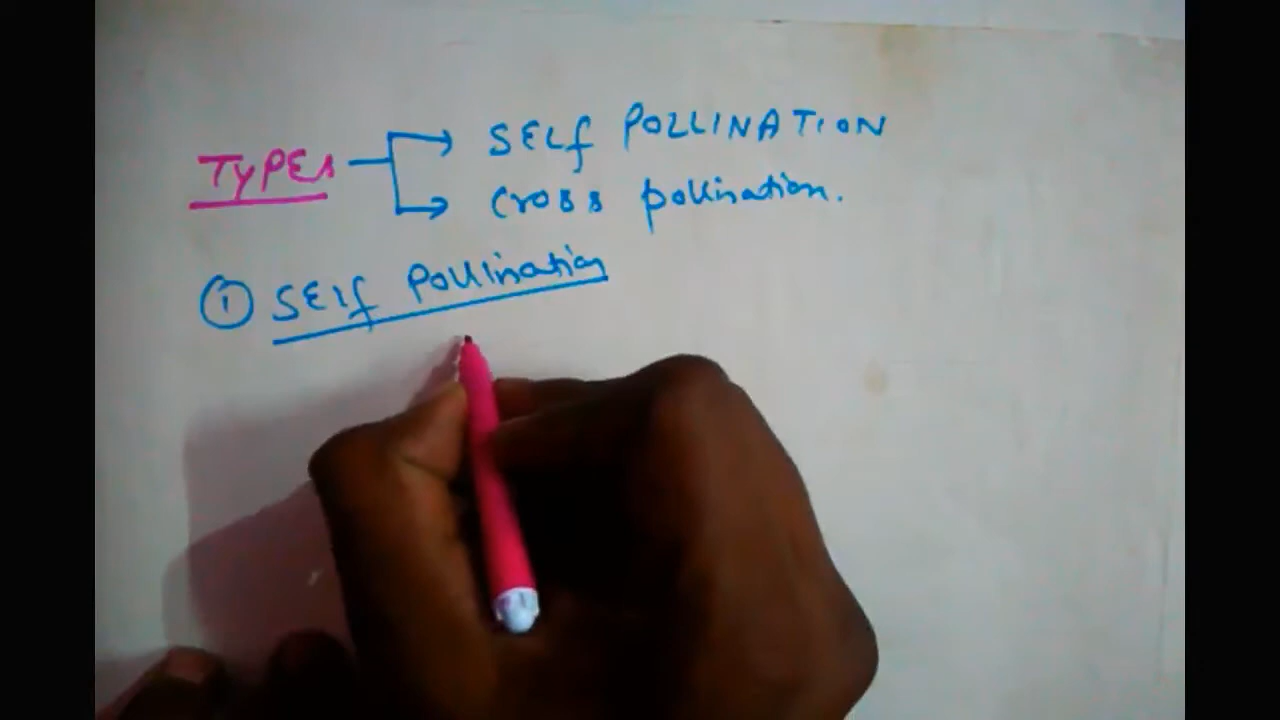 TYPES
SELf POLLINATION
Cross pollination.
① SElf Pollination